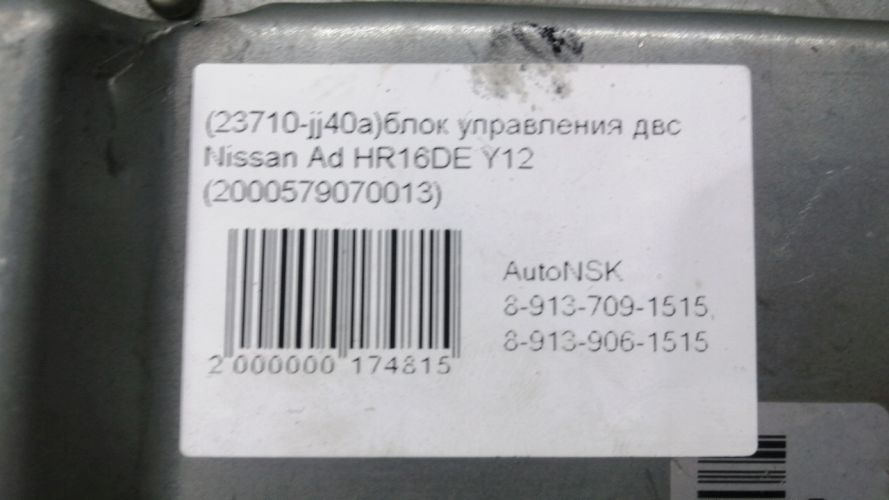 (23710-jj40a)блок управления двс
Nissan Ad HR16DE Y12
(2000579070013)
AutoNSK
8-913-709-1515,
8-913-906-1515
2 000000 174815